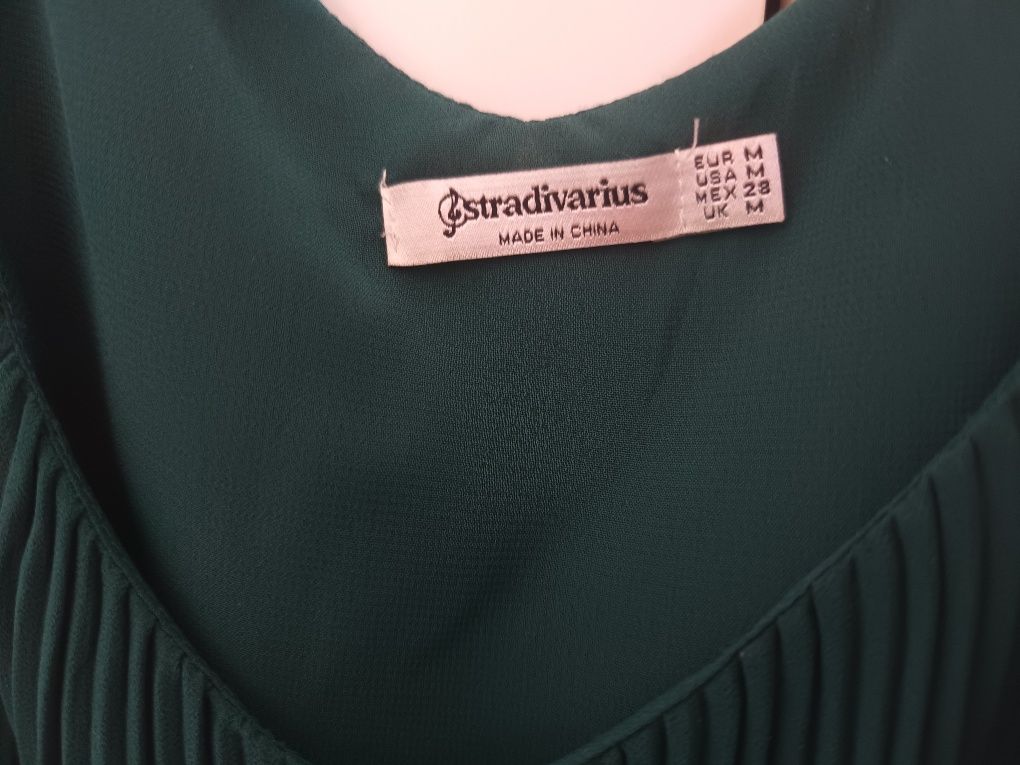 stradivarius
MADE IN CHINA
EUR M
USA M
MEX 28
UK M